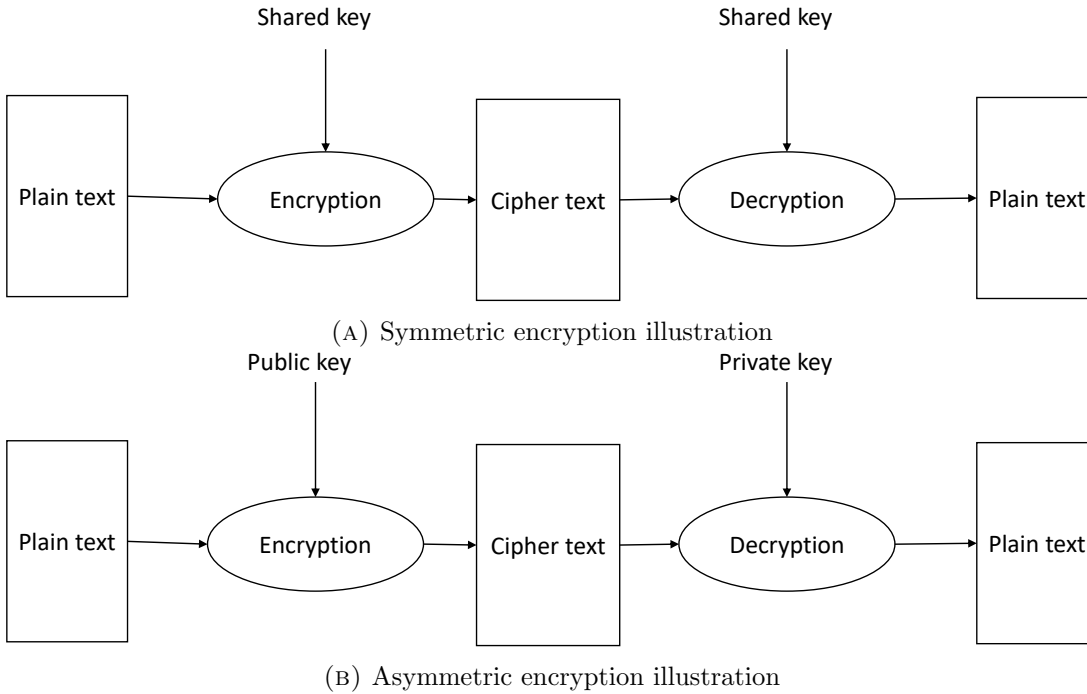 Shared key Shared key
Plain text Encryption Cipher text Decryption Plain text
(A) Symmetric encryption illustration
Public key Private key
Plain text Encryption Cipher text Decryption Plain text
(B) Asymmetric encryption illustration